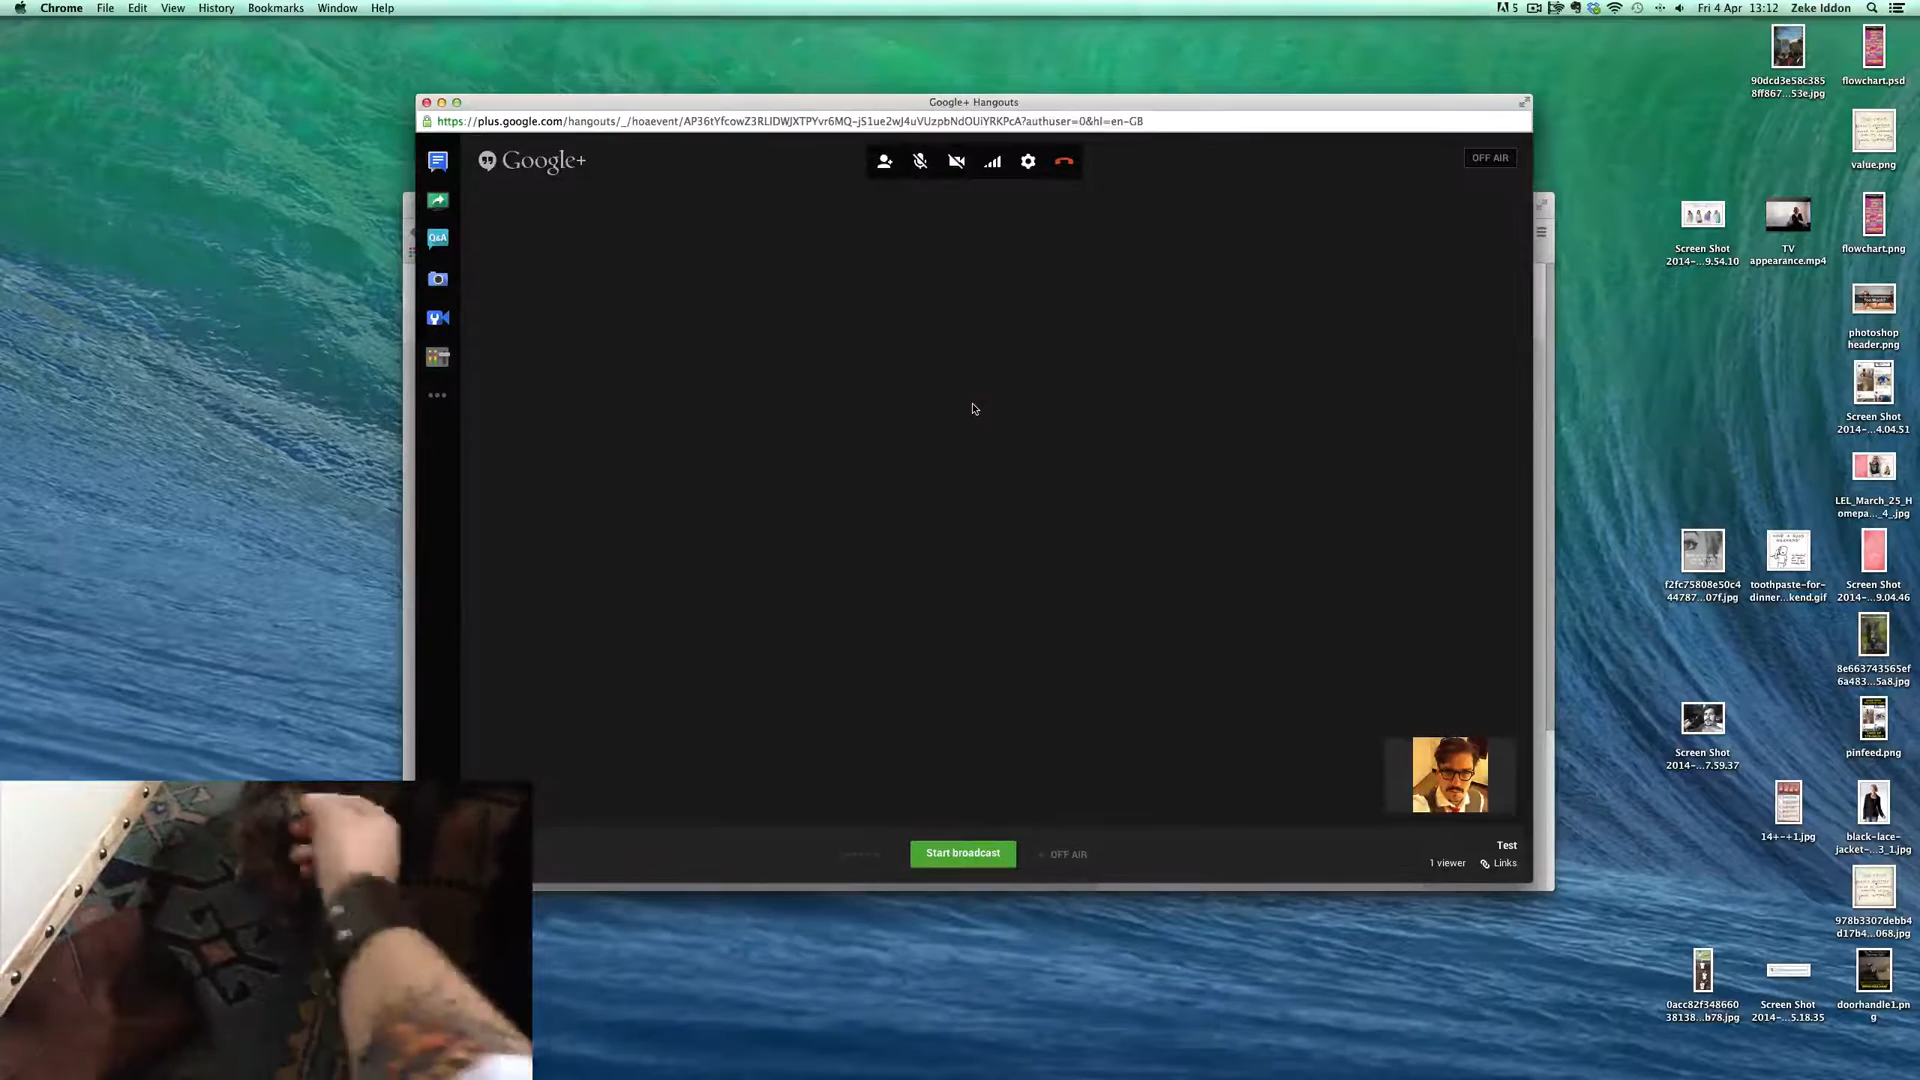 Chrome File Edit View History Bookmarks Window Help
5 Fri 4 Apr 13:12 Zeke Iddon
Google+ Hangouts
https://plus.google.com/hangouts/_/hoaevent/AP36tYfcowZ3RLIDWJXTPYvr6MQ-jS1ue2wJ4uVUzpbNdOUiYRKPcA?authuser=0&hl=en-GB
Google+
OFF AIR
Q&A
Start broadcast
OFF AIR
Test
1 viewer Links
90dcd3e58c385
8ff867...53e.jpg
flowchart.psd
value.png
Screen Shot
2014-...9.54.10
TV
appearance.mp4
flowchart.png
photoshop
header.png
Screen Shot
2014-...4.04.51
LEL_March_25_H
omepa..._4_.jpg
f2fc75808e50c4
44787...07f.jpg
toothpaste-for-
dinner...kend.gif
Screen Shot
2014-...9.04.46
8e663743565ef
6a483...5a8.jpg
Screen Shot
2014-...7.59.37
pinfeed.png
14+-+1.jpg
black-lace-
jacket-...3_1.jpg
978b3307debb4
d17b4...068.jpg
0acc82f348660
38138...b78.jpg
Screen Shot
2014-...5.18.35
doorhandle1.pn
g